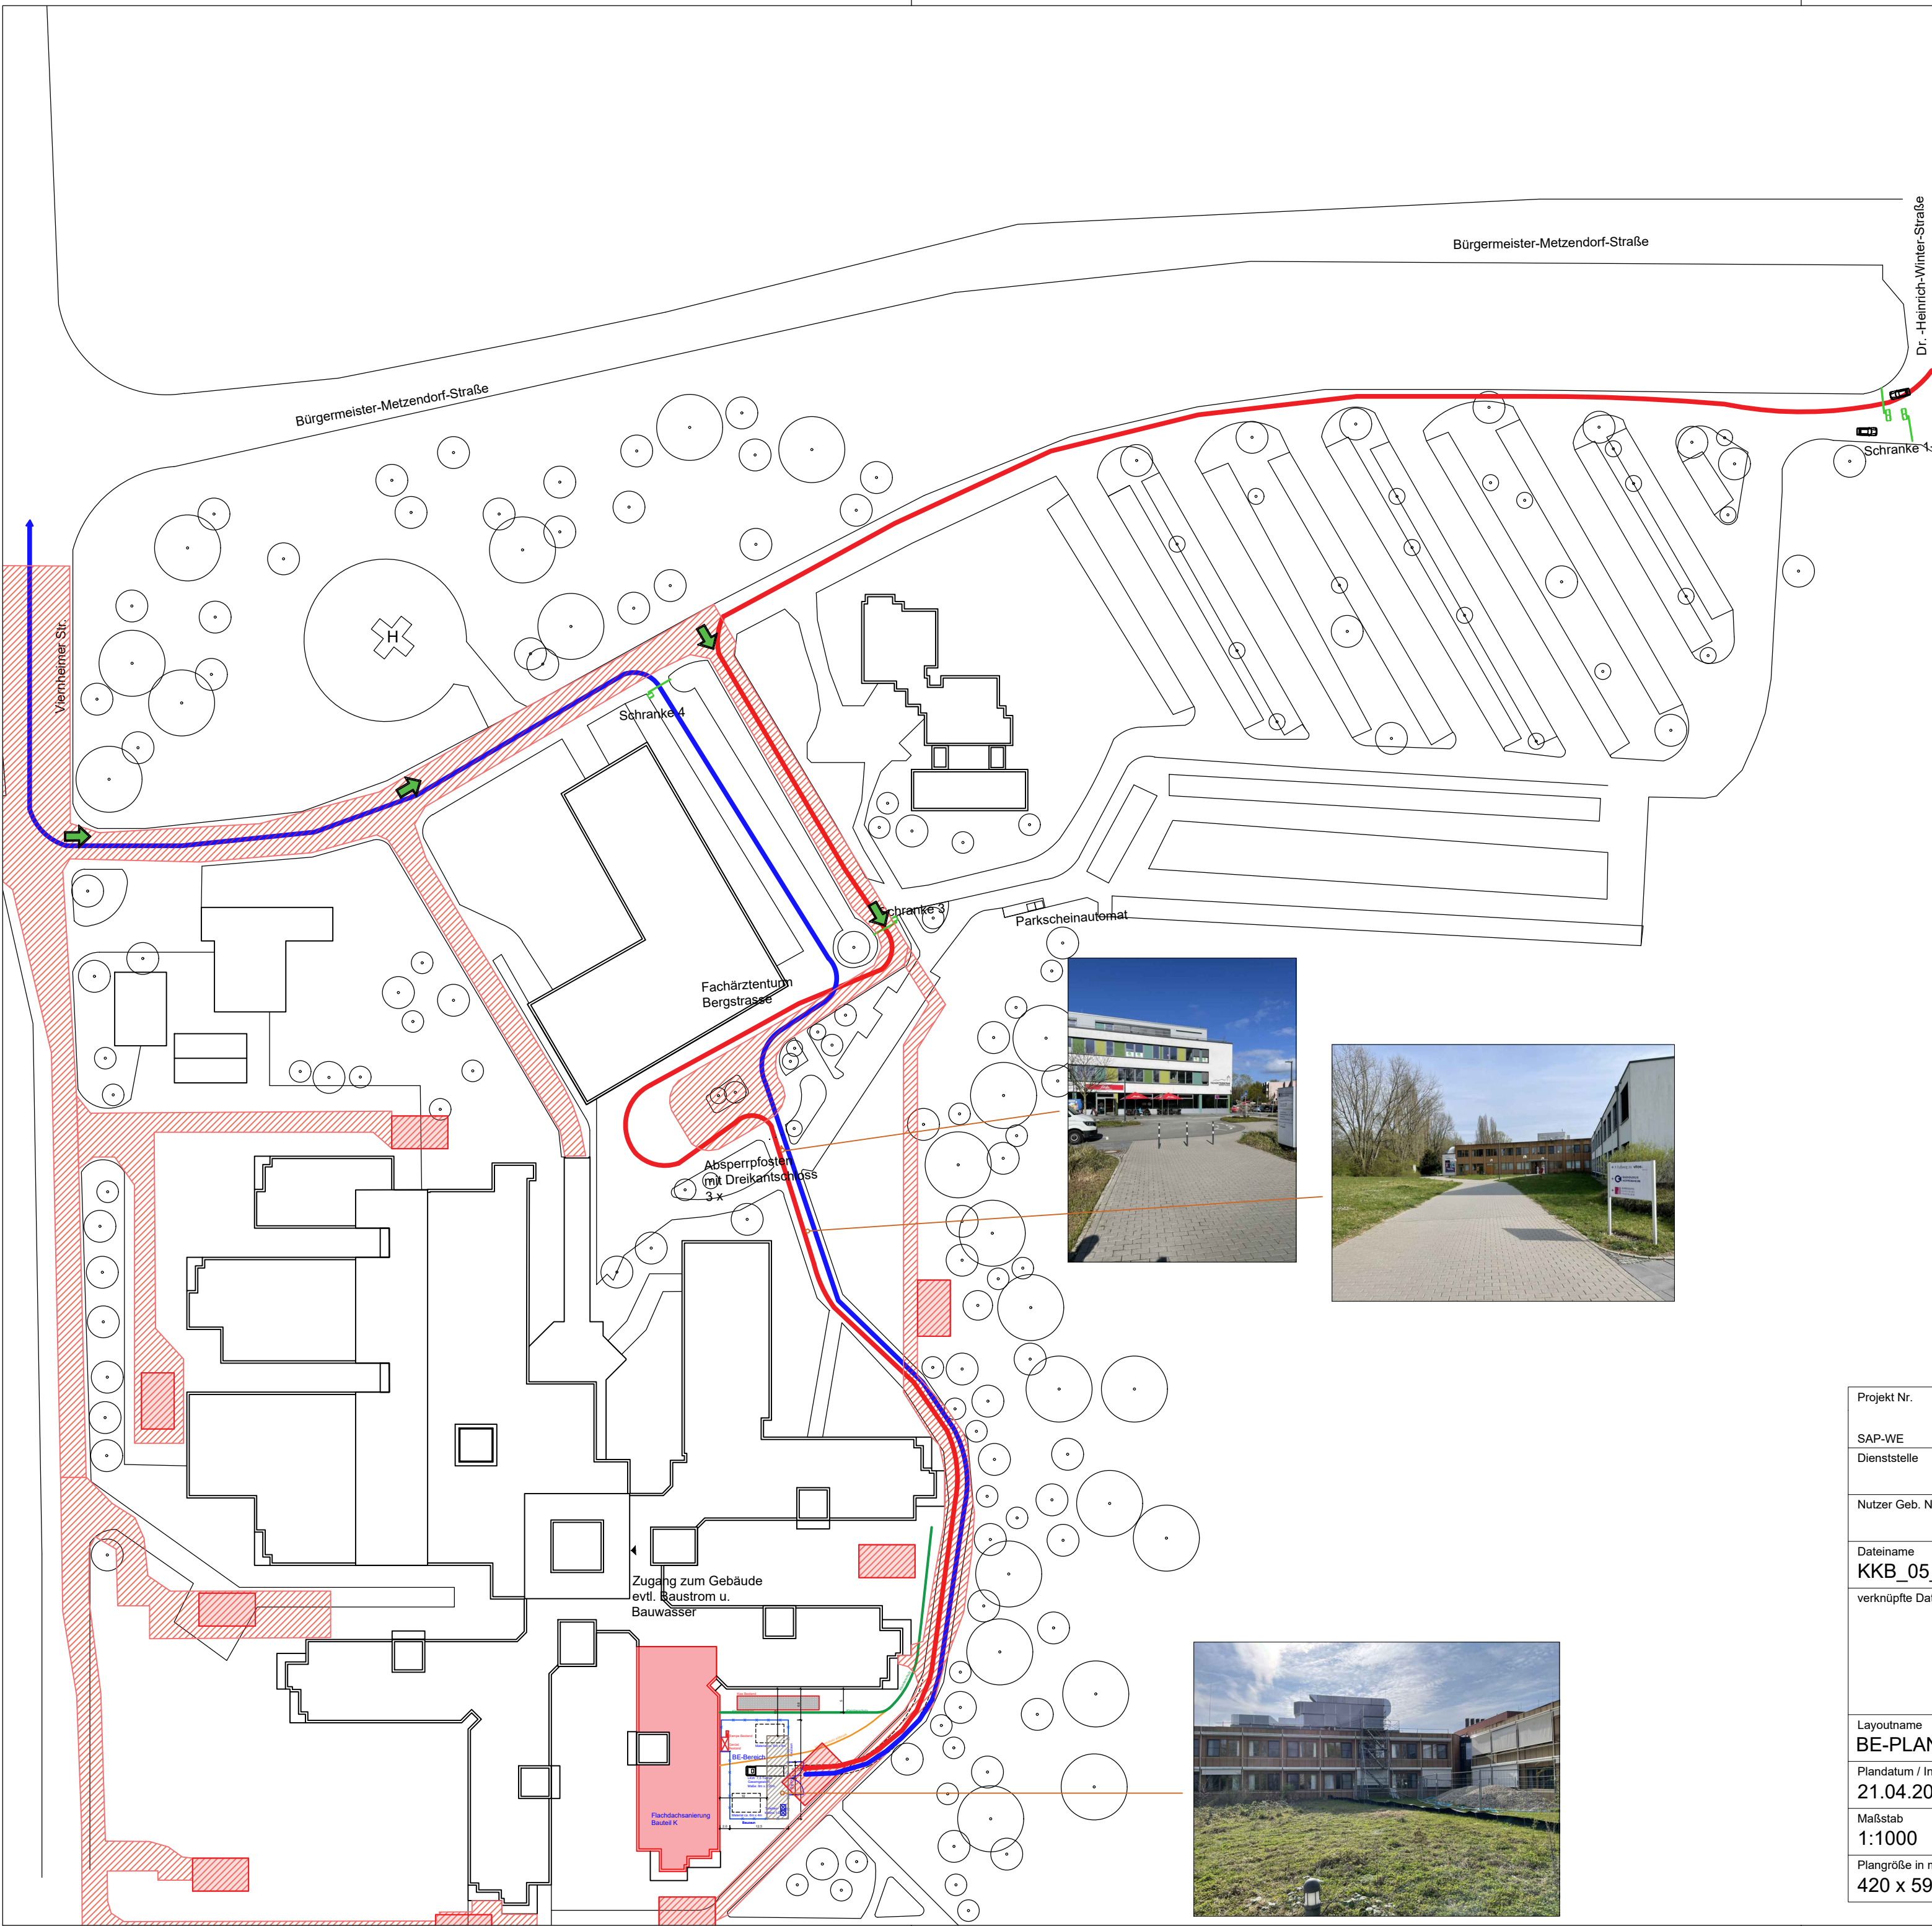 Dr. -Heinrich-Winter-Straße
Bürgermeister-Metzendorf-Straße
Bürgermeister-Metzendorf-Straße
Schranke 1
Viernheimer Str.
H
Schranke 4
Schranke 3
Parkscheinautomat
Fachärztentum
Bergstrasse
Absperrpfosten
mit Dreikantschloss
3 x
Zugang zum Gebäude
evtl. Baustrom u.
Bauwasser
BE-Bereich
Flachdachsanierung
Bauteil K
Bauzaun
Projekt Nr.
SAP-WE
Dienststelle
Nutzer Geb. N
Dateiname
KKB_05_
verknüpfte Dat
Layoutname
BE-PLAN
Plandatum / In
21.04.20
Maßstab
1:1000
Plangröße in m
420 x 59